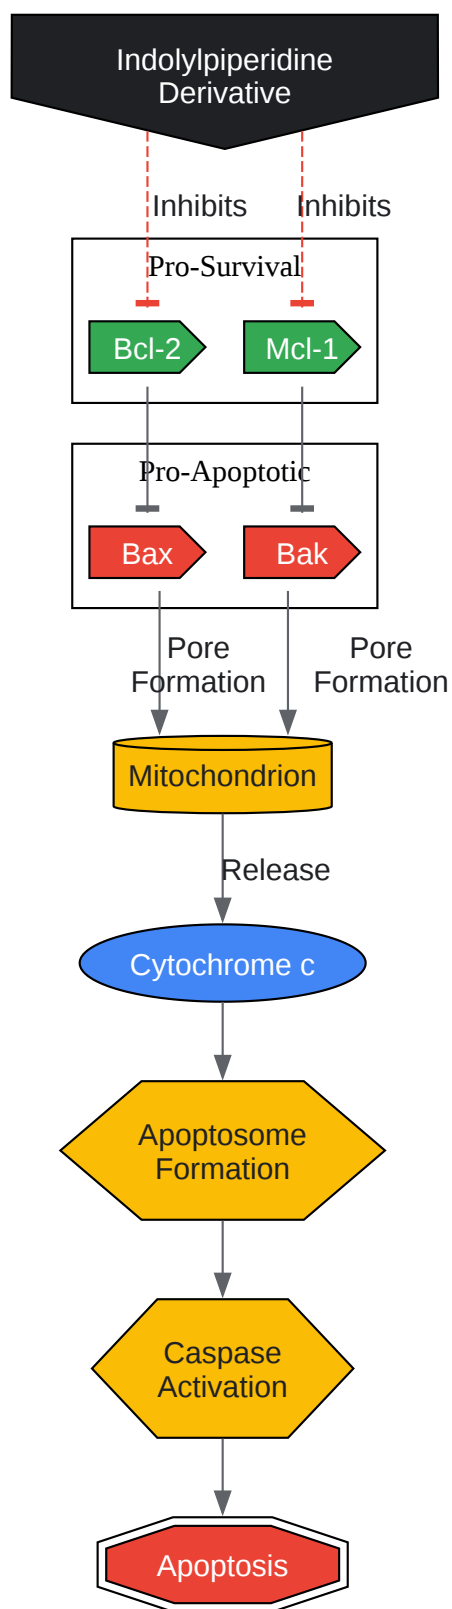 Indolylpiperidine
Derivative
Inhibits
Inhibits
Pro-Survival
Bcl-2
Mcl-1
Pro-Apoptotic
Bax
Bak
Pore
Formation
Pore
Formation
Mitochondrion
Release
Cytochrome c
Apoptosome
Formation
Caspase
Activation
Apoptosis